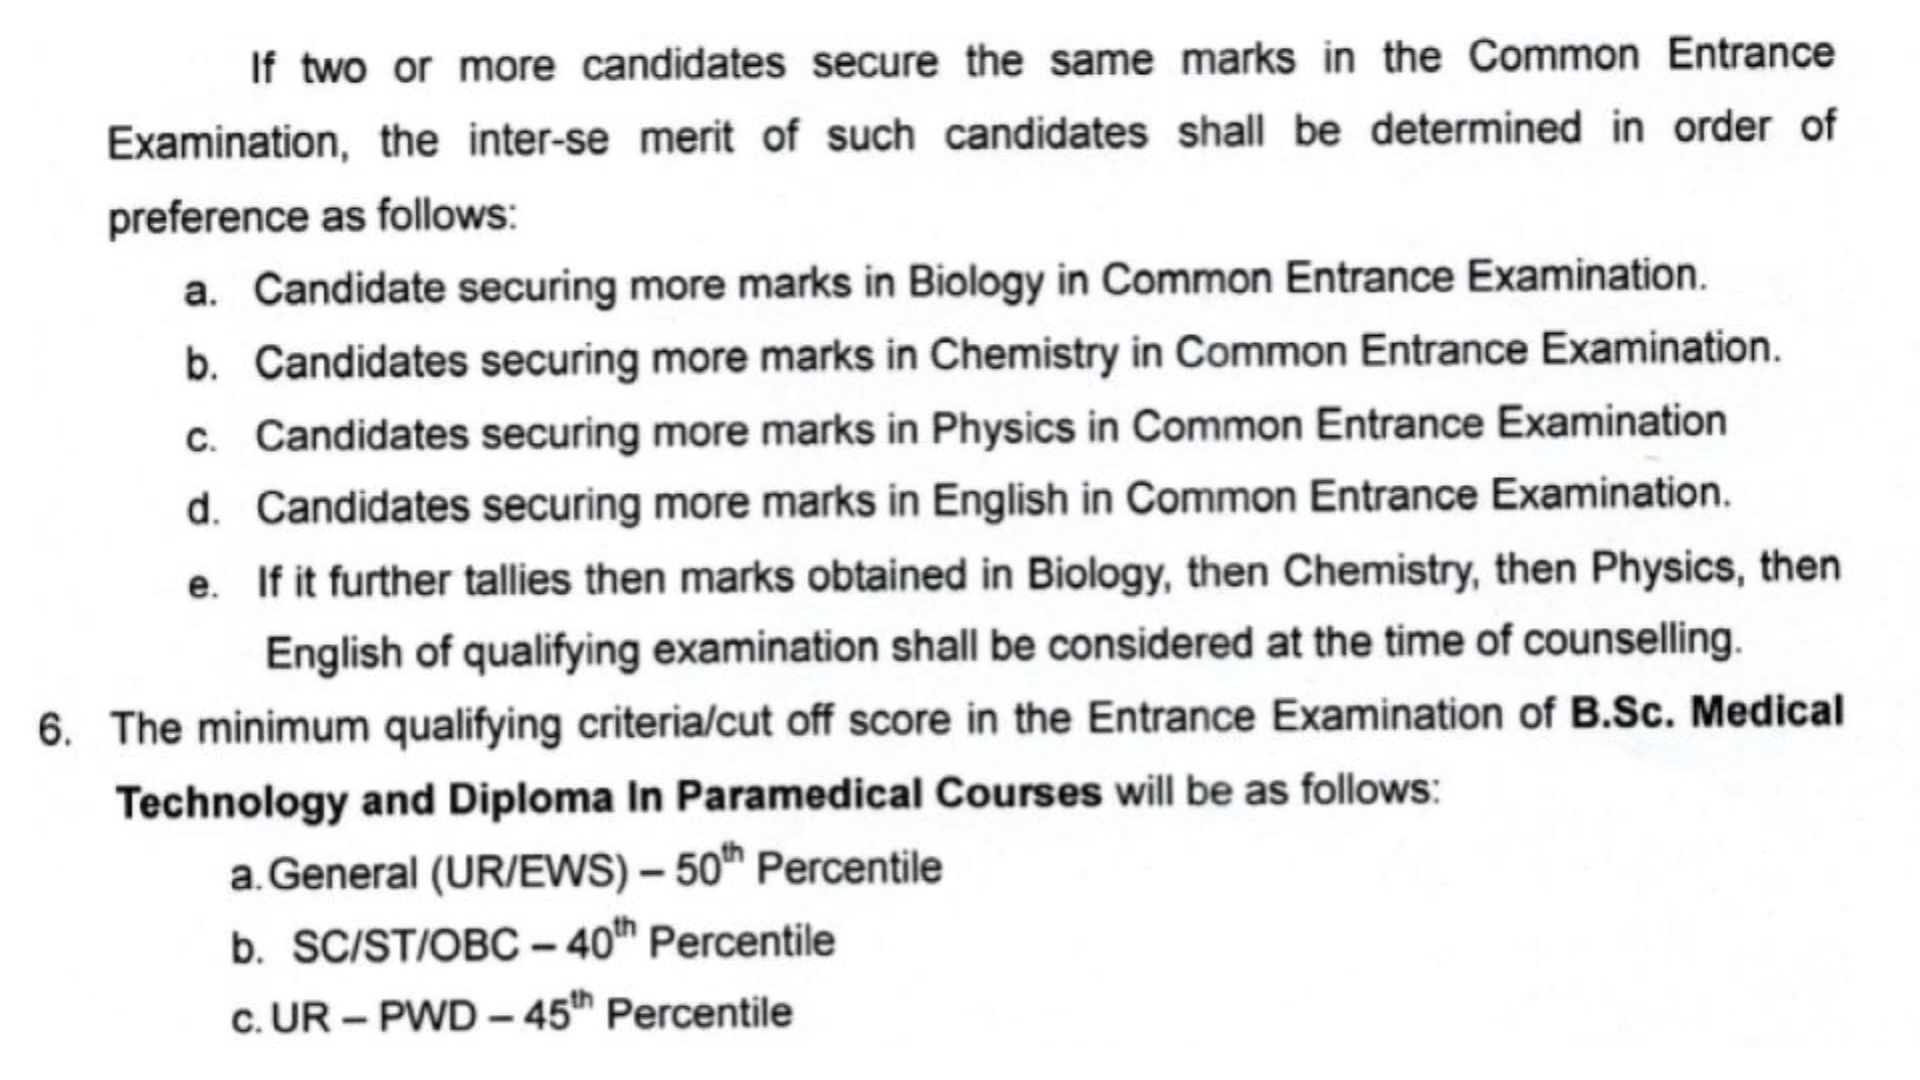 If two or more candidates secure the same marks in the Common Entrance
Examination, the inter-se merit of such candidates shall be determined in order of
preference as follows:
a. Candidate securing more marks in Biology in Common Entrance Examination.
b. Candidates securing more marks in Chemistry in Common Entrance Examination.
c. Candidates securing more marks in Physics in Common Entrance Examination
d. Candidates securing more marks in English in Common Entrance Examination.
e. If it further tallies then marks obtained in Biology, then Chemistry, then Physics, then
English of qualifying examination shall be considered at the time of counselling.
6. The minimum qualifying criteria/cut off score in the Entrance Examination of B.Sc. Medical
Technology and Diploma In Paramedical Courses will be as follows:
a. General (UR/EWS) – 50th Percentile
b. SC/ST/OBC – 40th Percentile
c. UR – PWD – 45th Percentile